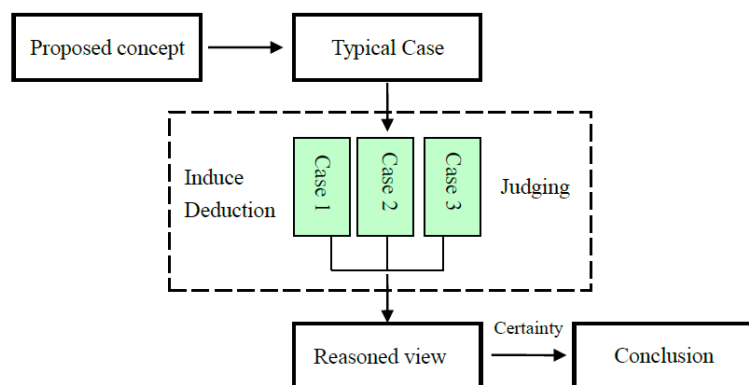 Proposed concept
Typical Case
Induce
Deduction
Case 1
Case 2
Case 3
Judging
Reasoned view
Certainty
Conclusion